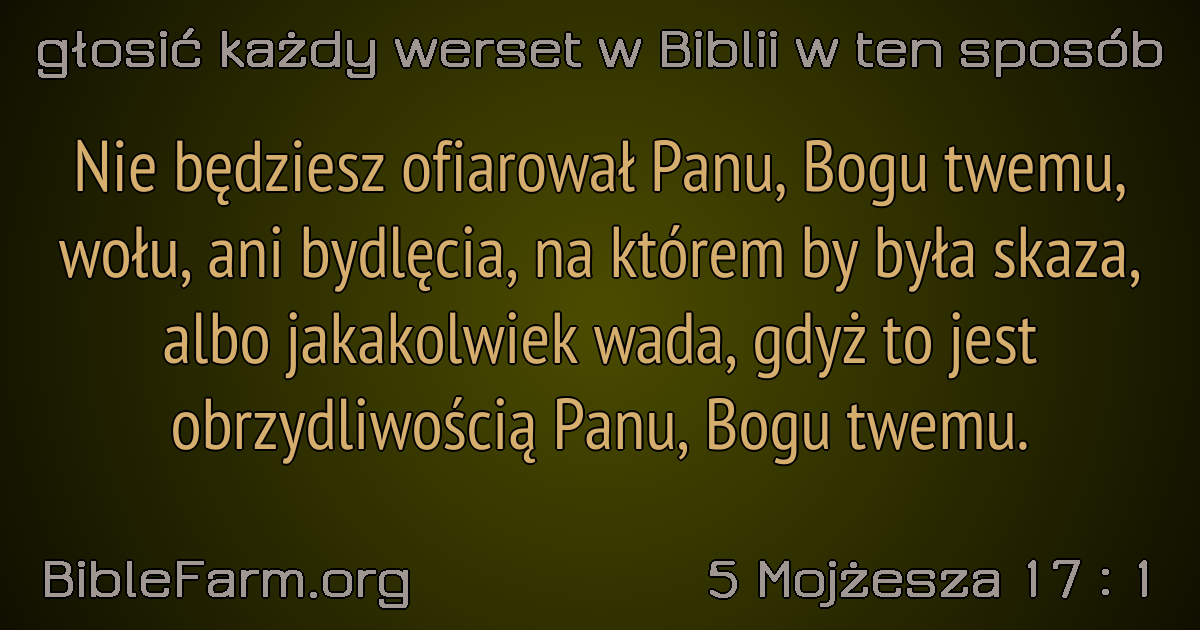 głosić każdy werset w Biblii w ten sposób
Nie będziesz ofiarował Panu, Bogu twemu,
wołu, ani bydlęcia, na którem by była skaza,
albo jakakolwiek wada, gdyż to jest
obrzydliwością Panu, Bogu twemu.
BibleFarm.org
5 Mojżesza 17 : 1